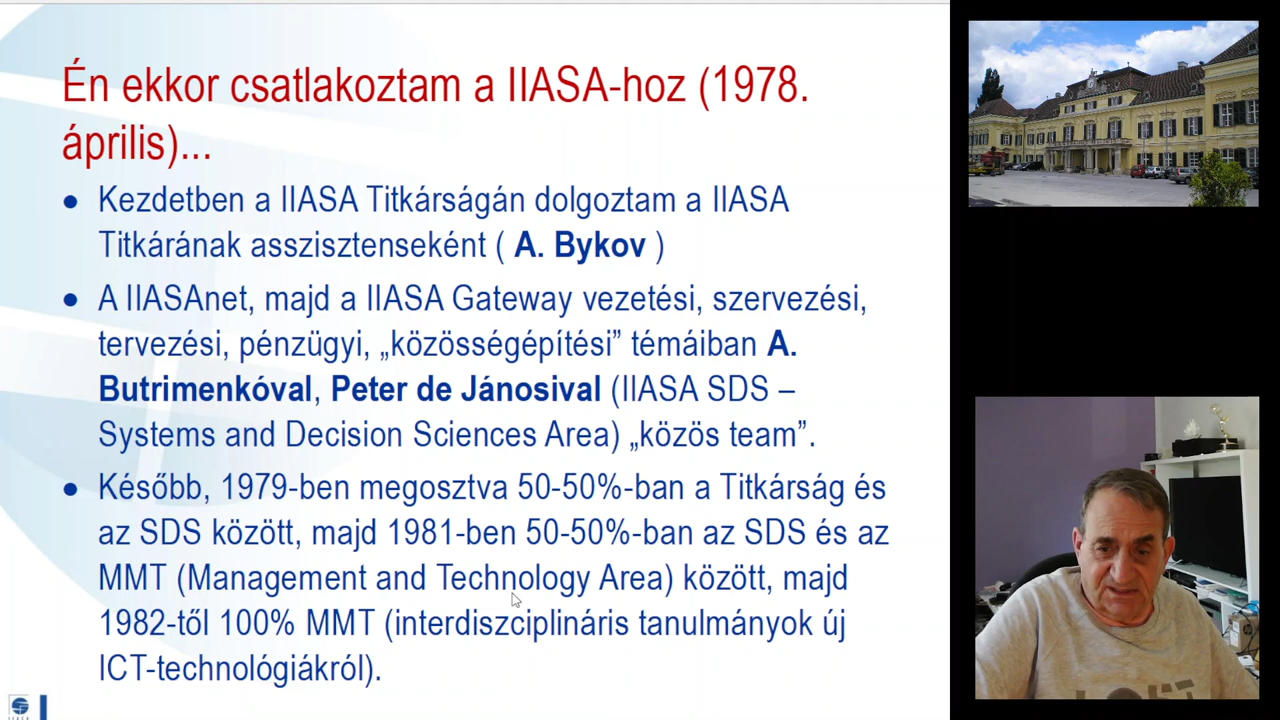 Én ekkor csatlakoztam a IIASA-hoz (1978.
április)...
• Kezdetben a IIASA Titkárságán dolgoztam a IIASA
Titkárának asszisztenseként ( A. Bykov )
• A IIASAnet, majd a IIASA Gateway vezetési, szervezési,
tervezési, pénzügyi, „közösségépítési” témáiban A.
Butrimenkóval, Peter de Jánosival (IIASA SDS –
Systems and Decision Sciences Area) „közös team”.
• Később, 1979-ben megosztva 50-50%-ban a Titkárság és
az SDS között, majd 1981-ben 50-50%-ban az SDS és az
MMT (Management and Technology Area) között, majd
1982-től 100% MMT (interdiszciplináris tanulmányok új
ICT-technológiákról).
IIASA